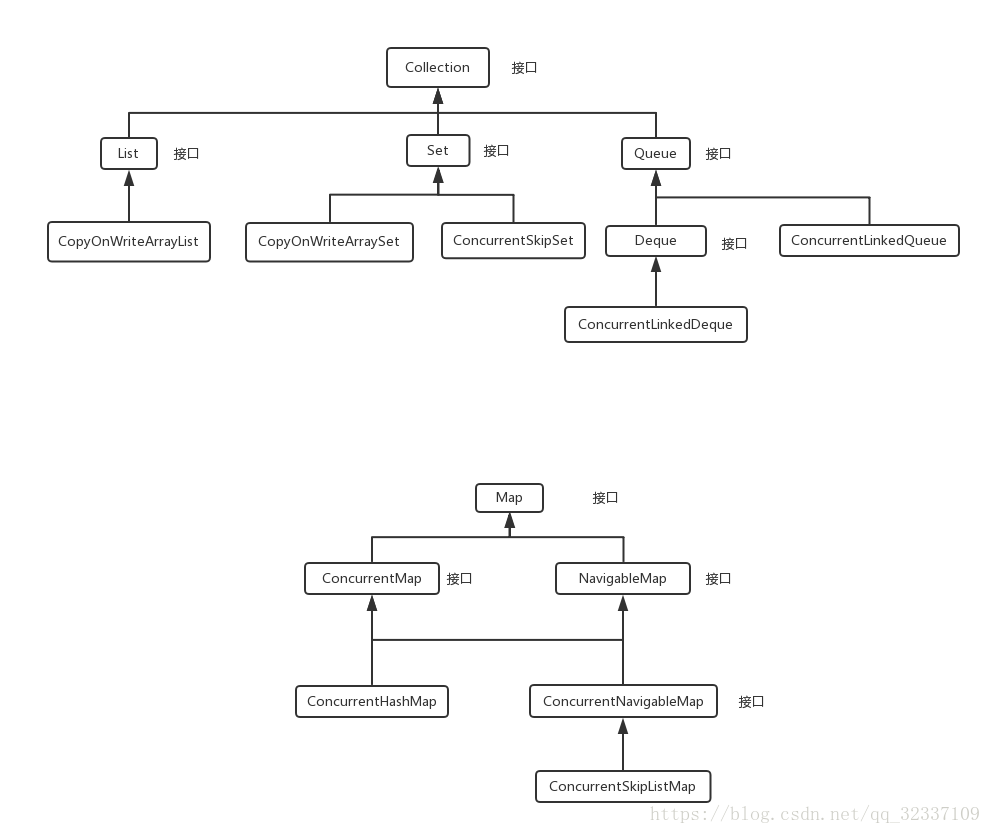 Collection 接口
List 接口 Set 接口 Queue 接口
CopyOnWriteArrayList CopyOnWriteArraySet ConcurrentSkipSet Deque 接口 ConcurrentLinkedQueue
ConcurrentLinkedDeque
Map 接口
ConcurrentMap 接口 NavigableMap 接口
ConcurrentHashMap ConcurrentNavigableMap 接口
ConcurrentSkipListMap
https://blog.csdn.net/qq_32337109